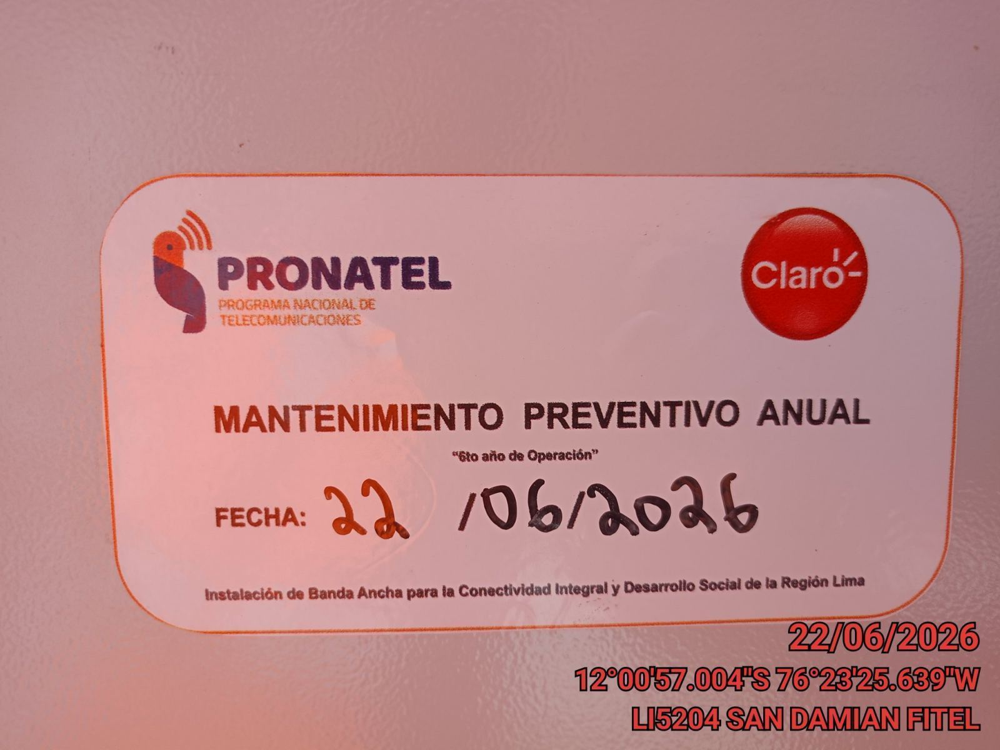 PRONATEL
PROGRAMA NACIONAL DE
TELECOMUNICACIONES
Claro
MANTENIMIENTO PREVENTIVO ANUAL
"6to año de Operación"
FECHA: 22 /06/2026
Instalación de Banda Ancha para la Conectividad Integral y Desarrollo Social de la Región Lima
22/06/2026
12°00'57.004"S 76°23'25.639"W
LI5204 SAN DAMIAN FITEL